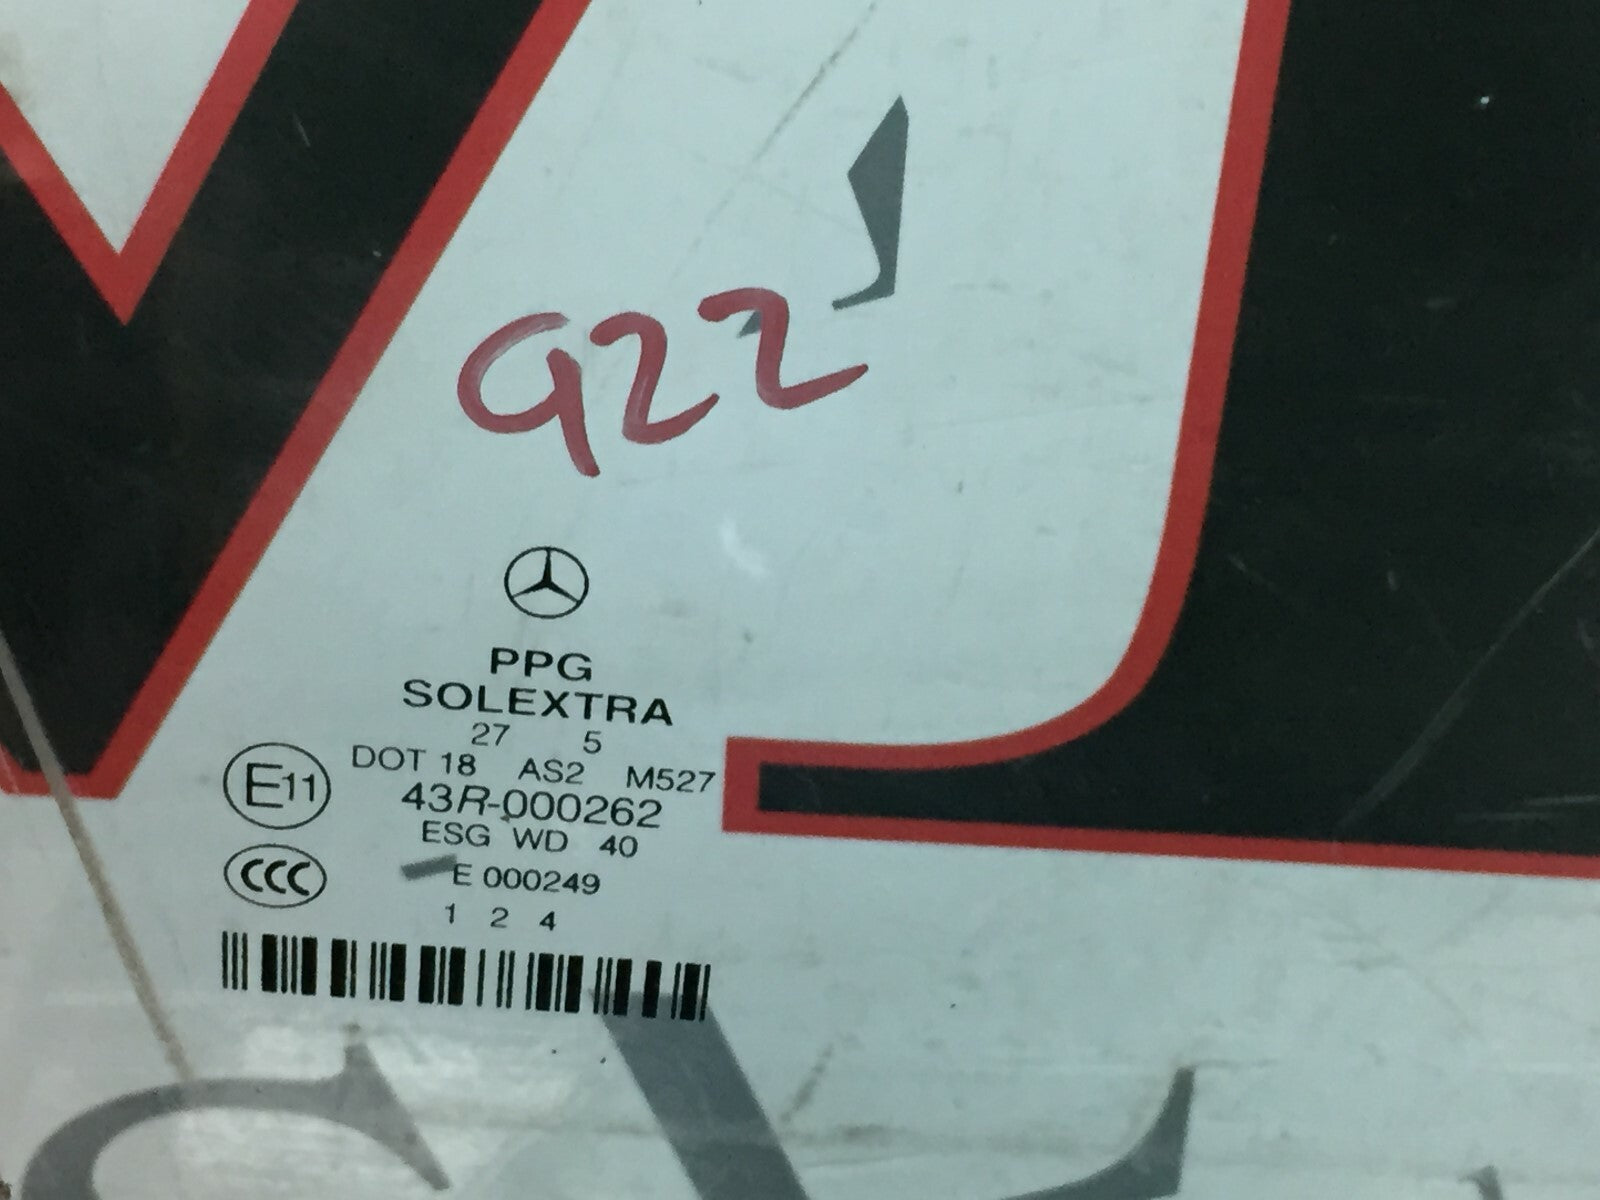 922
PPG
SOLEXTRA
27 5
DOT 18 AS2 M527
E11
43R-000262
ESG WD 40
CCC
E 000249
1 2 4